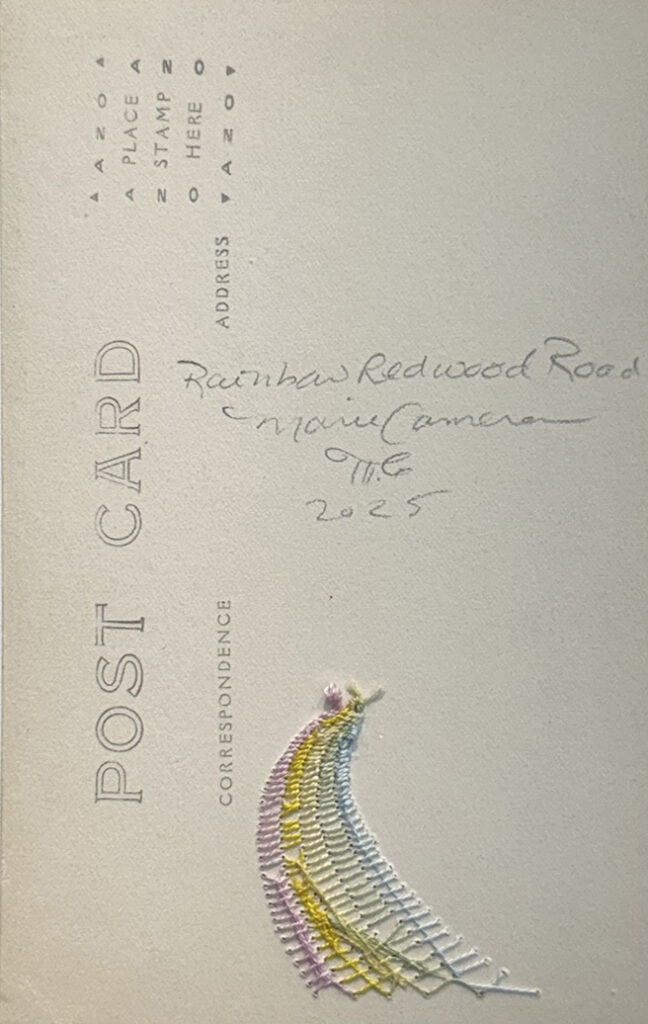 POST CARD
CORRESPONDENCE
ADDRESS
▲ A Z O ▲
A PLACE A
Z STAMP Z
O HERE O
▼ A Z O ▼
Rainbow Redwood Road
Marie Cameron
M.C
2025